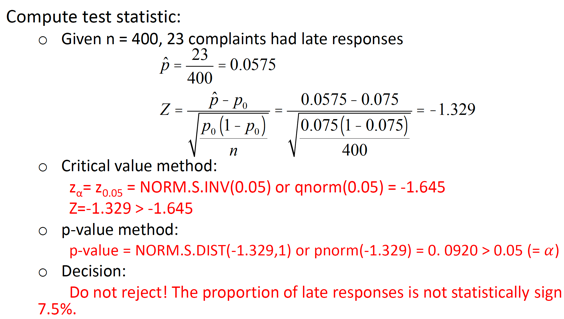 Compute test statistic:
o Given n = 400, 23 complaints had late responses
p̂ = 23/400 = 0.0575
Z = (p̂ - p₀)/√(p₀(1 - p₀)/n) = (0.0575 - 0.075)/√(0.075(1 - 0.075)/400) = -1.329
o Critical value method:
zα= z0.05 = NORM.S.INV(0.05) or qnorm(0.05) = -1.645
Z=-1.329 > -1.645
o p-value method:
p-value = NORM.S.DIST(-1.329,1) or pnorm(-1.329) = 0. 0920 > 0.05 (= α)
o Decision:
Do not reject! The proportion of late responses is not statistically sign
7.5%.